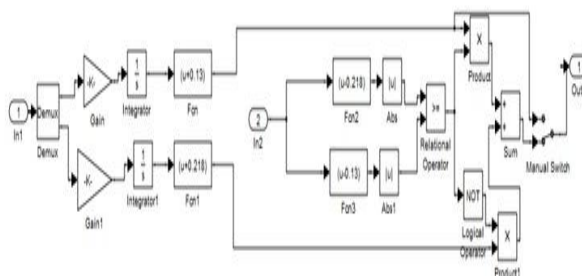 1
In1
Demux
Demux
-K-
Gain
1
s
Integrator
(u+0.13)
Fcn
-K-
Gain1
1
s
Integrator1
(u+0.218)
Fcn1
2
In2
(u-0.218)
Fcn2
|u|
Abs
(u-0.13)
Fcn3
|u|
Abs1
>=
Relational
Operator
X
Product
NOT
Logical
Operator
X
Product1
+
+
Sum
Manual Switch
1
Out